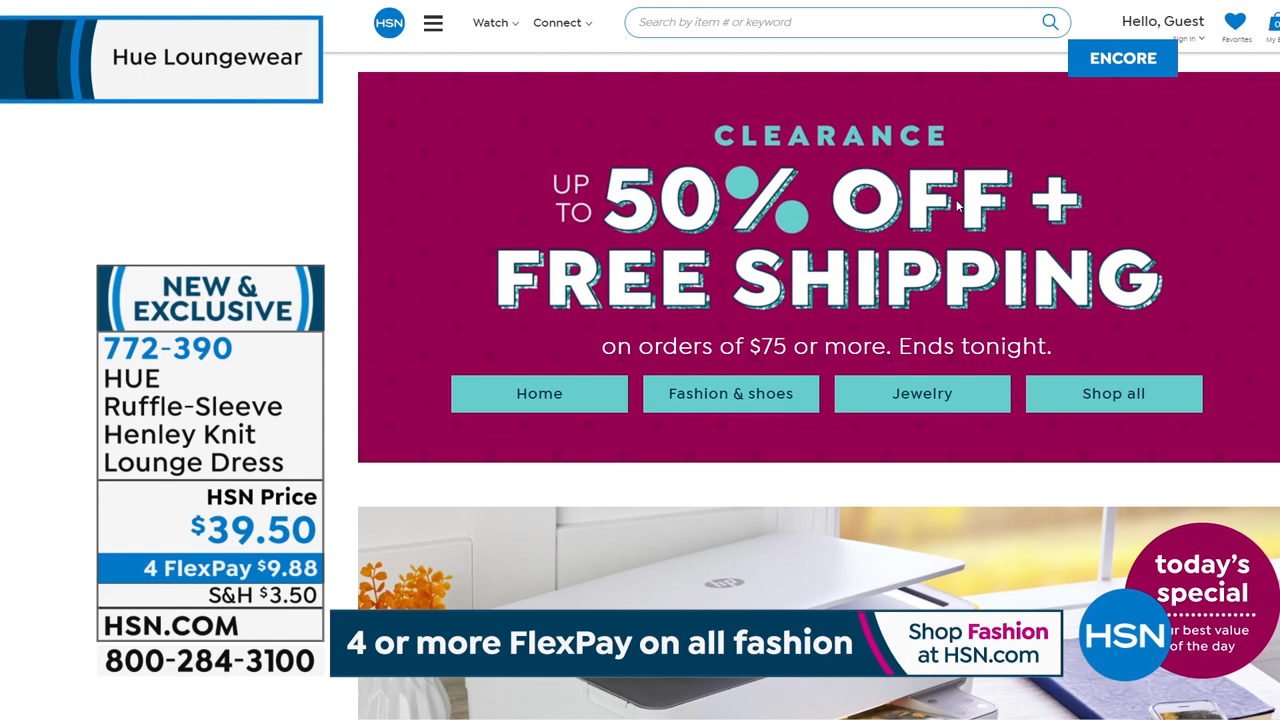 Hue Loungewear
HSN
Watch
Connect
Search by item # or keyword
Hello, Guest
Sign In
Favorites
0
ENCORE
CLEARANCE
UP TO 50% OFF +
FREE SHIPPING
on orders of $75 or more. Ends tonight.
Home
Fashion & shoes
Jewelry
Shop all
NEW &
EXCLUSIVE
772-390
HUE
Ruffle-Sleeve
Henley Knit
Lounge Dress
HSN Price
$39.50
4 FlexPay $9.88
S&H $3.50
HSN.COM
800-284-3100
hp
today's
special
best value
of the day
4 or more FlexPay on all fashion
Shop Fashion
at HSN.com
HSN